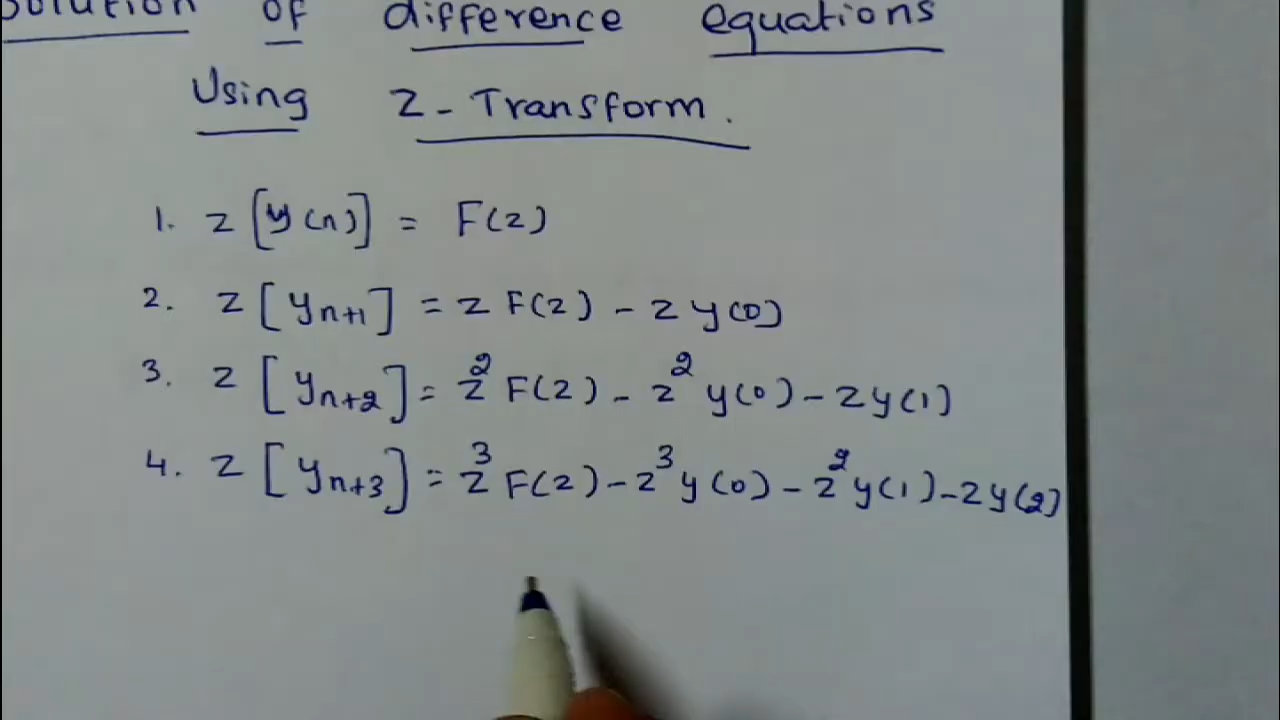 Solution of difference equations
Using Z - Transform.
1. Z [y(n)] = F(z)
2. Z [yₙ₊₁] = z F(z) - z y(0)
3. Z [yₙ₊₂] = z² F(z) - z² y(0) - z y(1)
4. Z [yₙ₊₃] = z³ F(z) - z³ y(0) - z² y(1) - z y(2)